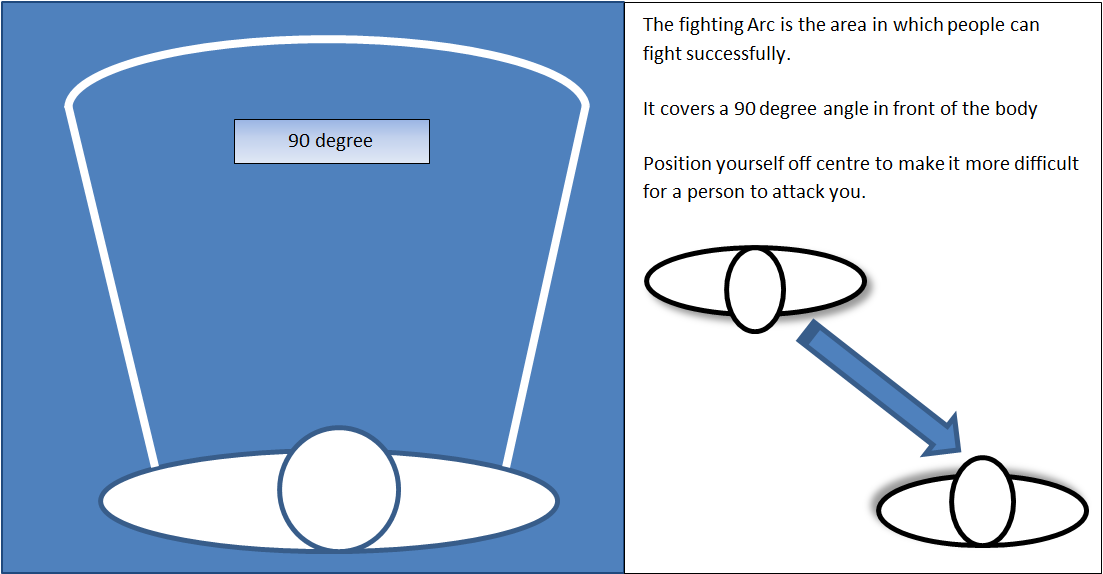 90 degree
The fighting Arc is the area in which people can
fight successfully.
It covers a 90 degree angle in front of the body
Position yourself off centre to make it more difficult
for a person to attack you.